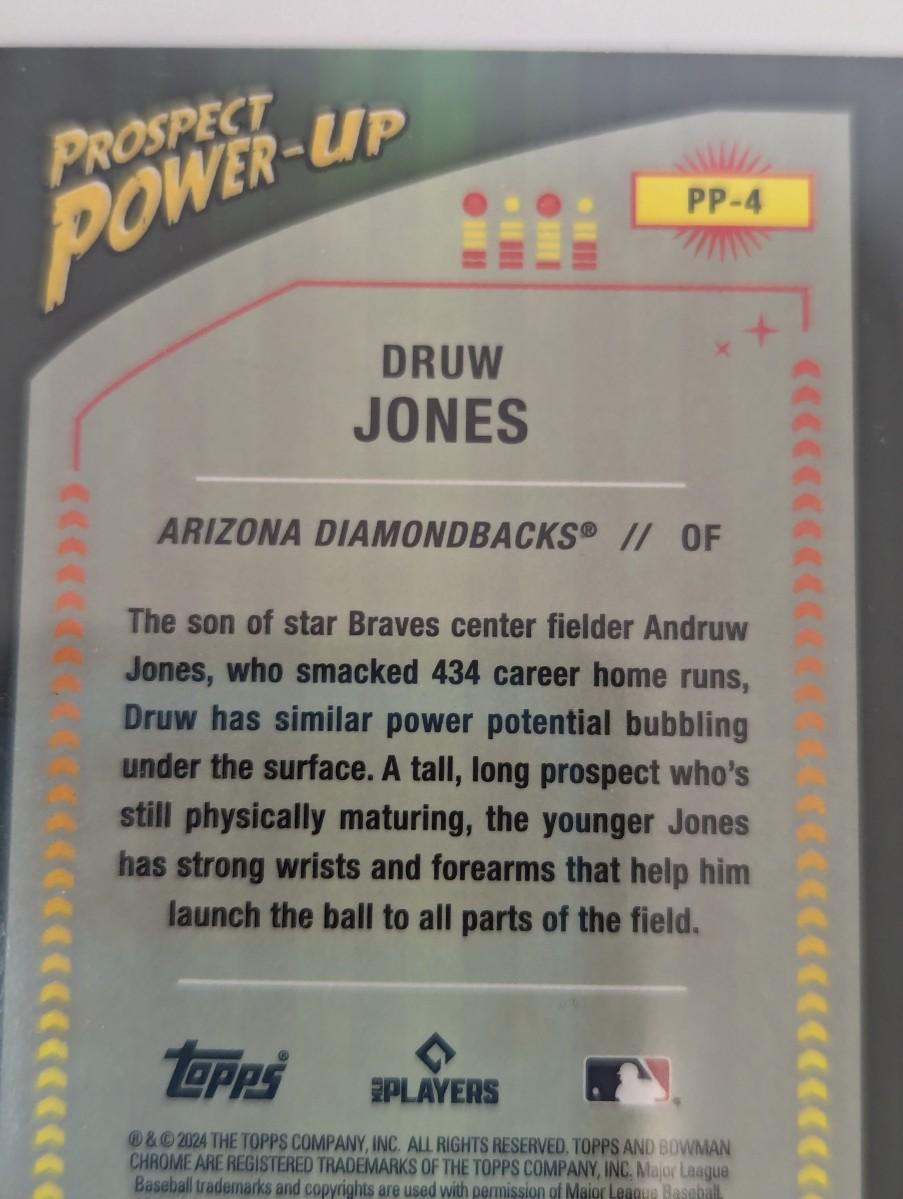 PROSPECT
POWER-UP
PP-4
DRUW
JONES
ARIZONA DIAMONDBACKS® // OF
The son of star Braves center fielder Andruw
Jones, who smacked 434 career home runs,
Druw has similar power potential bubbling
under the surface. A tall, long prospect who's
still physically maturing, the younger Jones
has strong wrists and forearms that help him
launch the ball to all parts of the field.
Topps®
MLB PLAYERS
® & © 2024 THE TOPPS COMPANY, INC. ALL RIGHTS RESERVED. TOPPS AND BOWMAN
CHROME ARE REGISTERED TRADEMARKS OF THE TOPPS COMPANY, INC. Major League
Baseball trademarks and copyrights are used with permission of Major League Baseball.